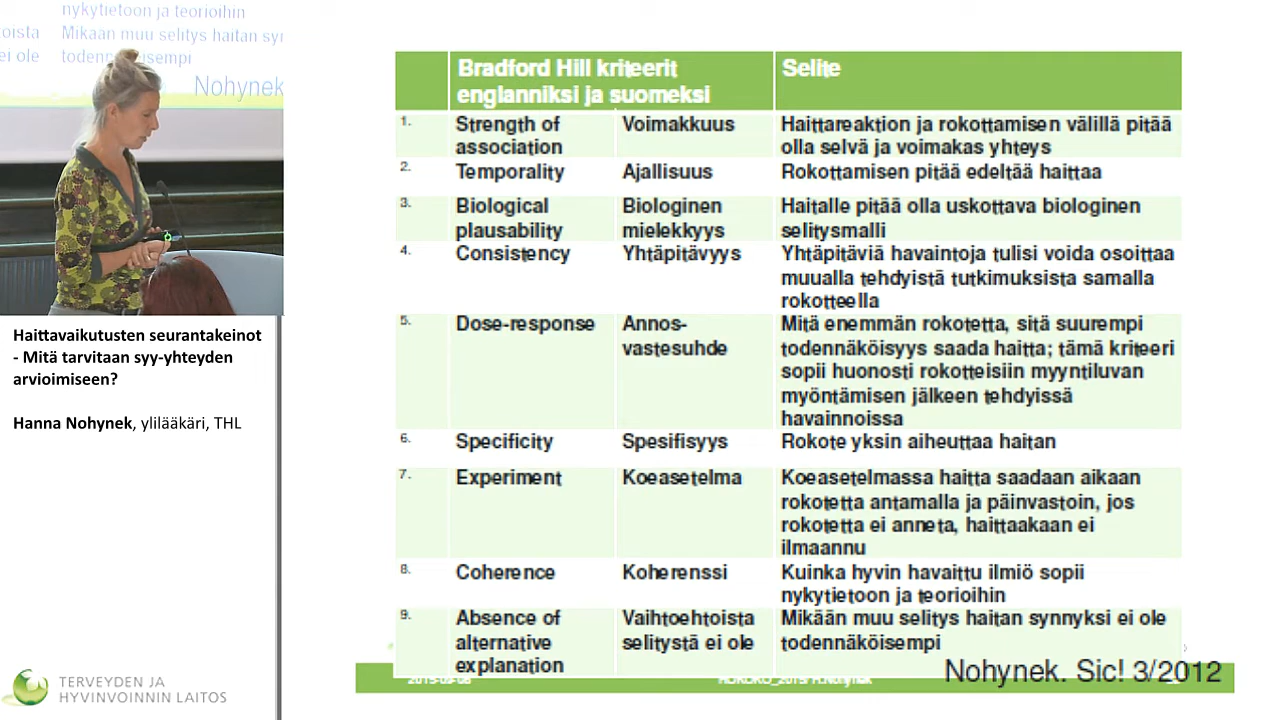 nykytietoon ja teorioihin
Mikään muu selitys haitan syn
todennäköisempi
Nohynek
Haittavaikutusten seurantakeinot
- Mitä tarvitaan syy-yhteyden
arvioimiseen?
Hanna Nohynek, ylilääkäri, THL
TERVEYDEN JA
HYVINVOINNIN LAITOS
Bradford Hill kriteerit
englanniksi ja suomeksi
Selite
1.
Strength of
association
Voimakkuus
Haittareaktion ja rokottamisen välillä pitää
olla selvä ja voimakas yhteys
2.
Temporality
Ajallisuus
Rokottamisen pitää edeltää haittaa
3.
Biological
plausability
Biologinen
mielekkyys
Haitalle pitää olla uskottava biologinen
selitysmalli
4.
Consistency
Yhtäpitävyys
Yhtäpitäviä havaintoja tulisi voida osoittaa
muualla tehdyistä tutkimuksista samalla
rokotteella
5.
Dose-response
Annos-
vastesuhde
Mitä enemmän rokotetta, sitä suurempi
todennäköisyys saada haitta; tämä kriteeri
sopii huonosti rokotteisiin myyntiluvan
myöntämisen jälkeen tehdyissä
havainnoissa
6.
Specificity
Spesifisyys
Rokote yksin aiheuttaa haitan
7.
Experiment
Koeasetelma
Koeasetelmassa haitta saadaan aikaan
rokotetta antamalla ja päinvastoin, jos
rokotetta ei anneta, haittaakaan ei
ilmaannu
8.
Coherence
Koherenssi
Kuinka hyvin havaittu ilmiö sopii
nykytietoon ja teorioihin
9.
Absence of
alternative
explanation
Vaihtoehtoista
selitystä ei ole
Mikään muu selitys haitan synnyksi ei ole
todennäköisempi
Nohynek. Sic! 3/2012